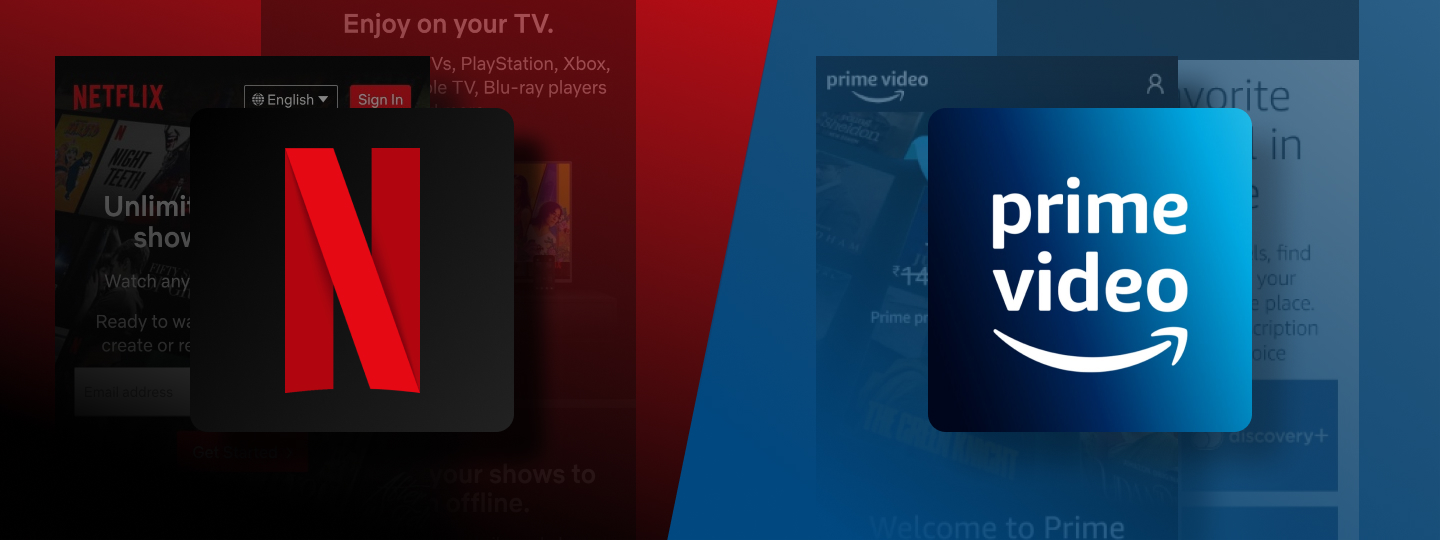 Enjoy on your TV.
Vs, PlayStation, Xbox,
le TV, Blu-ray players
NETFLIX
English
Sign In
NIGHT
TEETH
Unlimit
show
Watch any
Ready to wa
create or re
Email address
Get Started
N
your shows to
offline.
prime video
vorite
l in
e
ls, find
your
e place.
cription
oice
discovery+
Prime pr
prime
video
Welcome to Prime